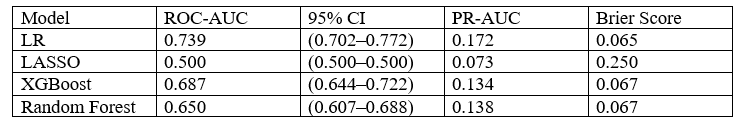 Model ROC-AUC 95% CI PR-AUC Brier Score
LR 0.739 (0.702–0.772) 0.172 0.065
LASSO 0.500 (0.500–0.500) 0.073 0.250
XGBoost 0.687 (0.644–0.722) 0.134 0.067
Random Forest 0.650 (0.607–0.688) 0.138 0.067